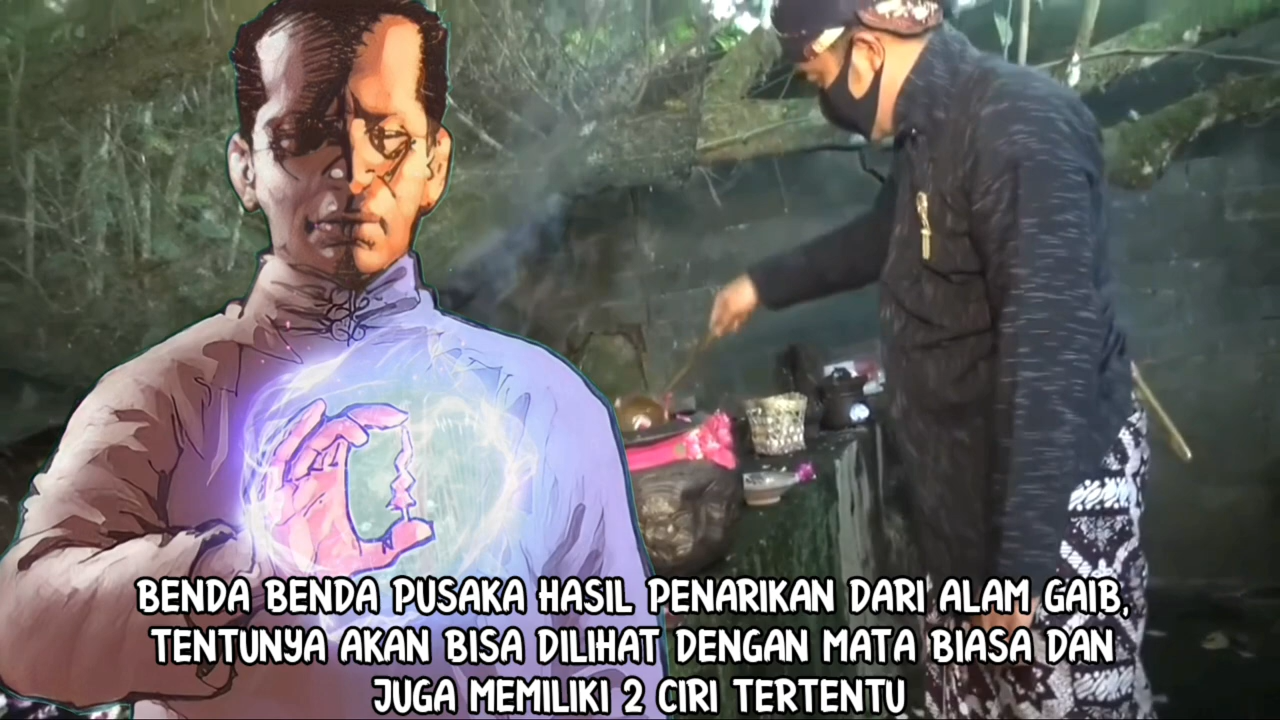 BENDA BENDA PUSAKA HASIL PENARIKAN DARI ALAM GAIB,
TENTUNYA AKAN BISA DILIHAT DENGAN MATA BIASA DAN
JUGA MEMILIKI 2 CIRI TERTENTU